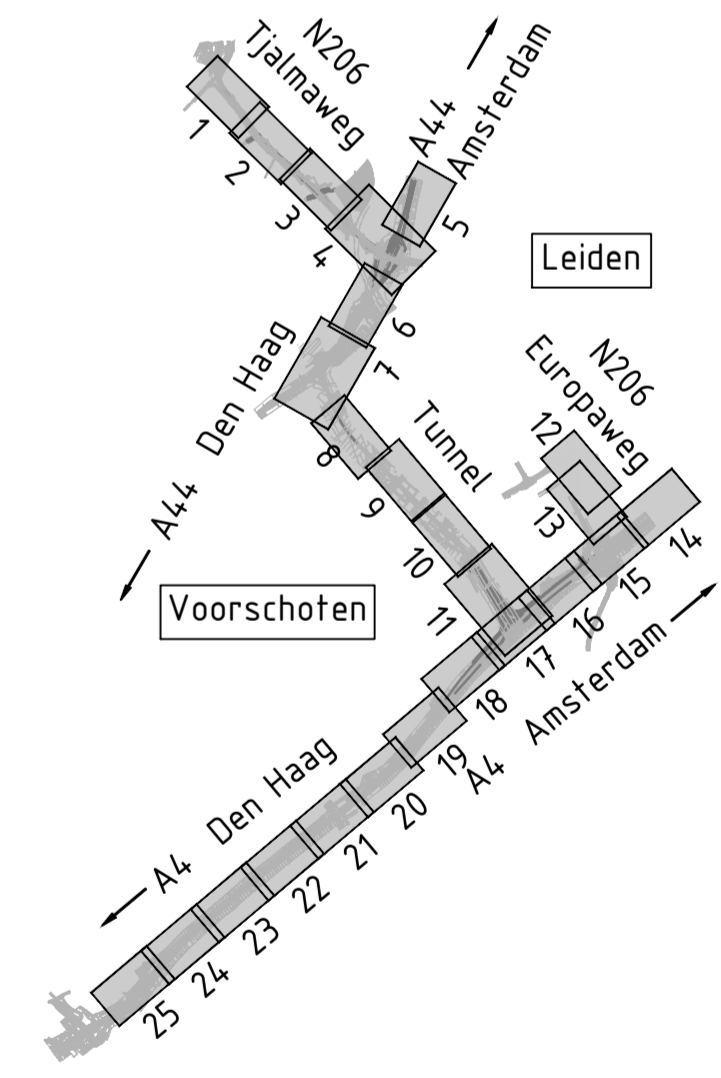 N206
Tjalmaweg
A44
Amsterdam
1
2
3
4
5
Leiden
6
A44 Den Haag
7
N206
Europaweg
8
Tunnel
12
9
13
14
10
15
Voorschoten
11
16
17
A4 Amsterdam
18
19
A4 Den Haag
20
21
22
23
24
25